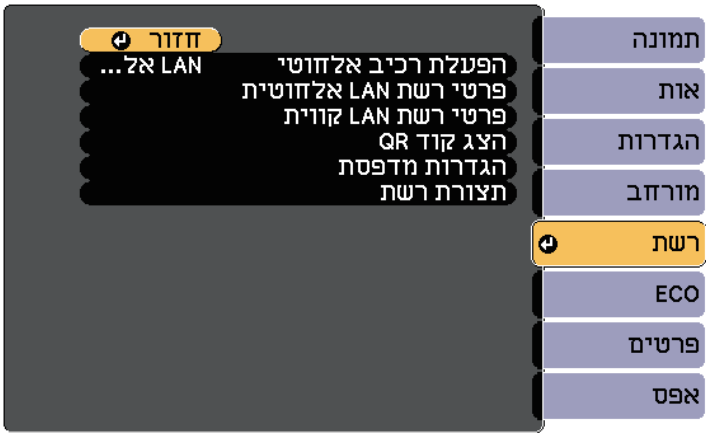 תמונה
אות
הגדרות
מורחב
רשת
ECO
פרטים
אפס
חזור
הפעלת רכיב אלחוטי LAN אל...
פרטי רשת LAN אלחוטית
פרטי רשת LAN קווית
הצג קוד QR
הגדרות מדפסת
תצורת רשת